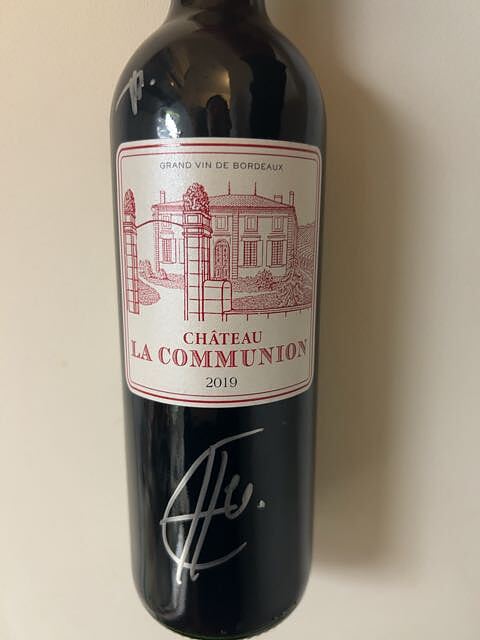 GRAND VIN DE BORDEAUX
CHÂTEAU
LA COMMUNION
2019